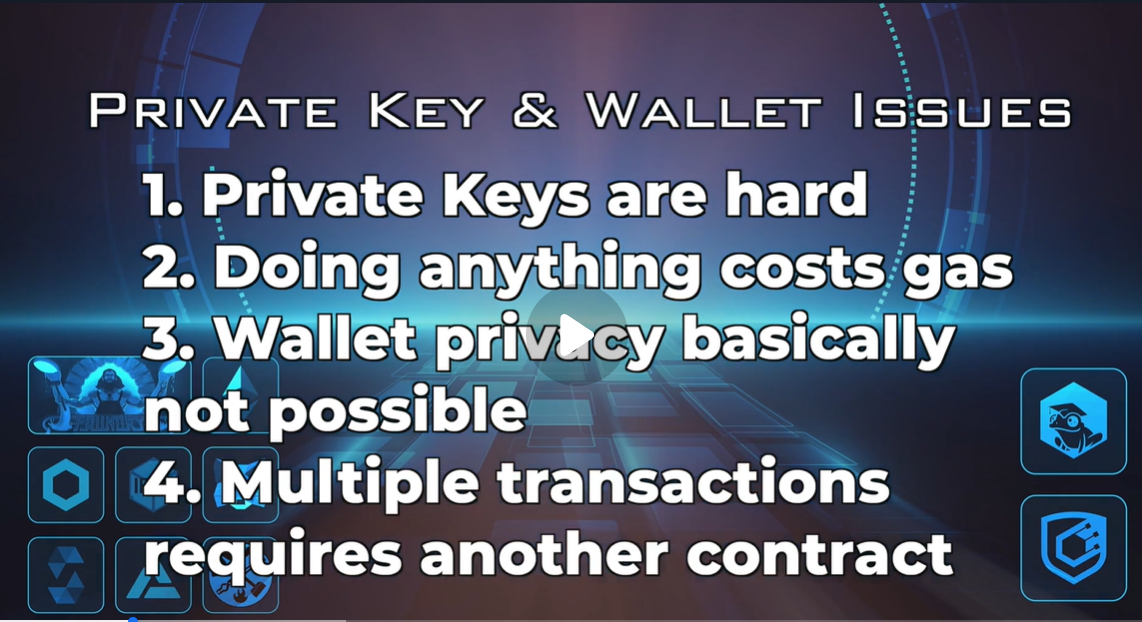 Private Key & Wallet Issues
1. Private Keys are hard
2. Doing anything costs gas
3. Wallet privacy basically
not possible
4. Multiple transactions
requires another contract